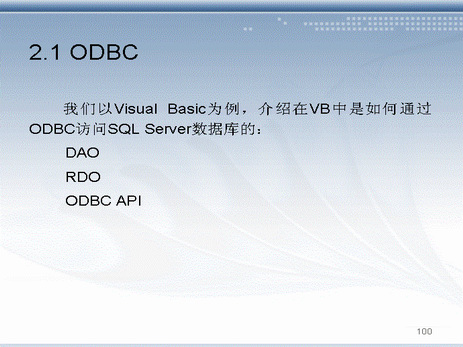 2.1 ODBC
我们以Visual Basic为例，介绍在VB中是如何通过
ODBC访问SQL Server数据库的：
DAO
RDO
ODBC API
100